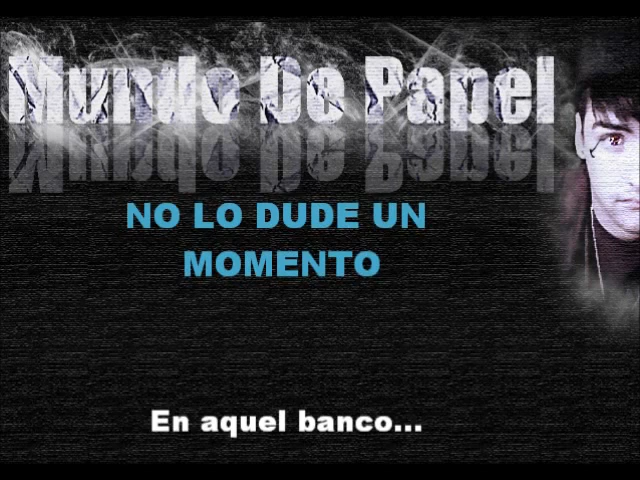 Mundo De Papel
NO LO DUDE UN
MOMENTO
En aquel banco...